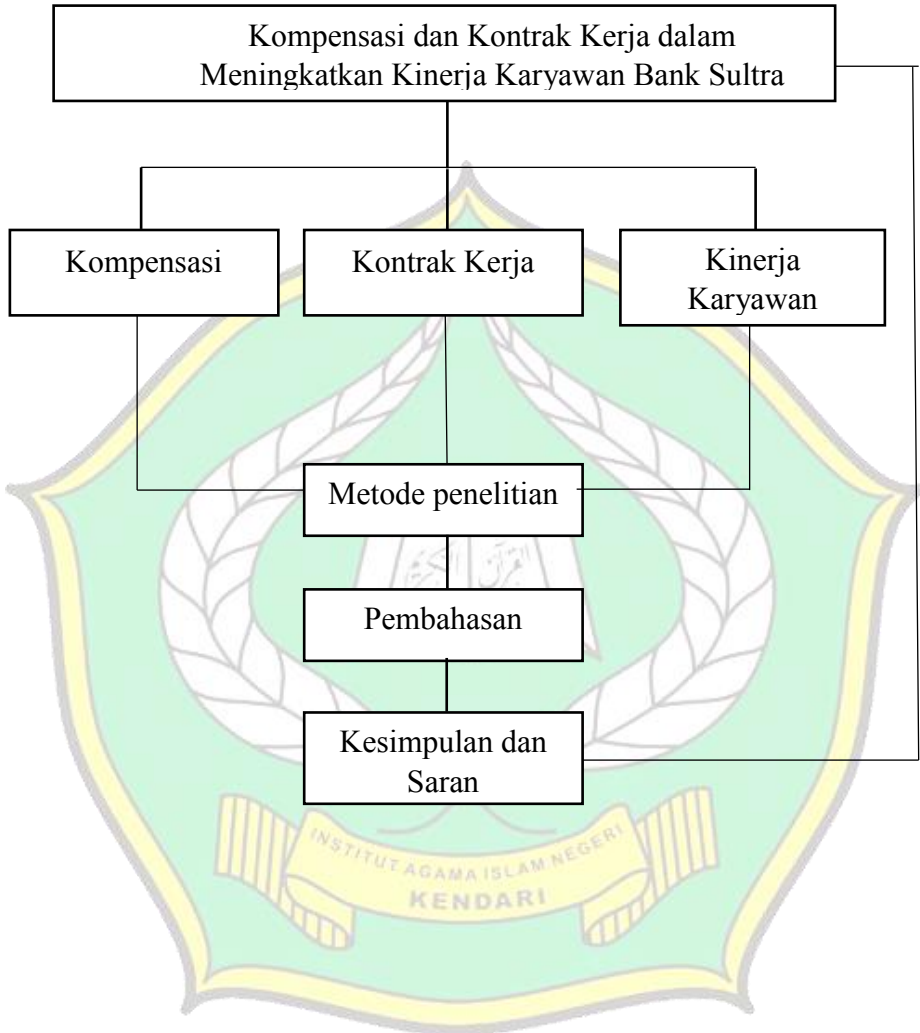 Kompensasi dan Kontrak Kerja dalam
Meningkatkan Kinerja Karyawan Bank Sultra
Kompensasi
Kontrak Kerja
Kinerja
Karyawan
Metode penelitian
Pembahasan
Kesimpulan dan
Saran
INSTITUT AGAMA ISLAM NEGERI
KENDARI